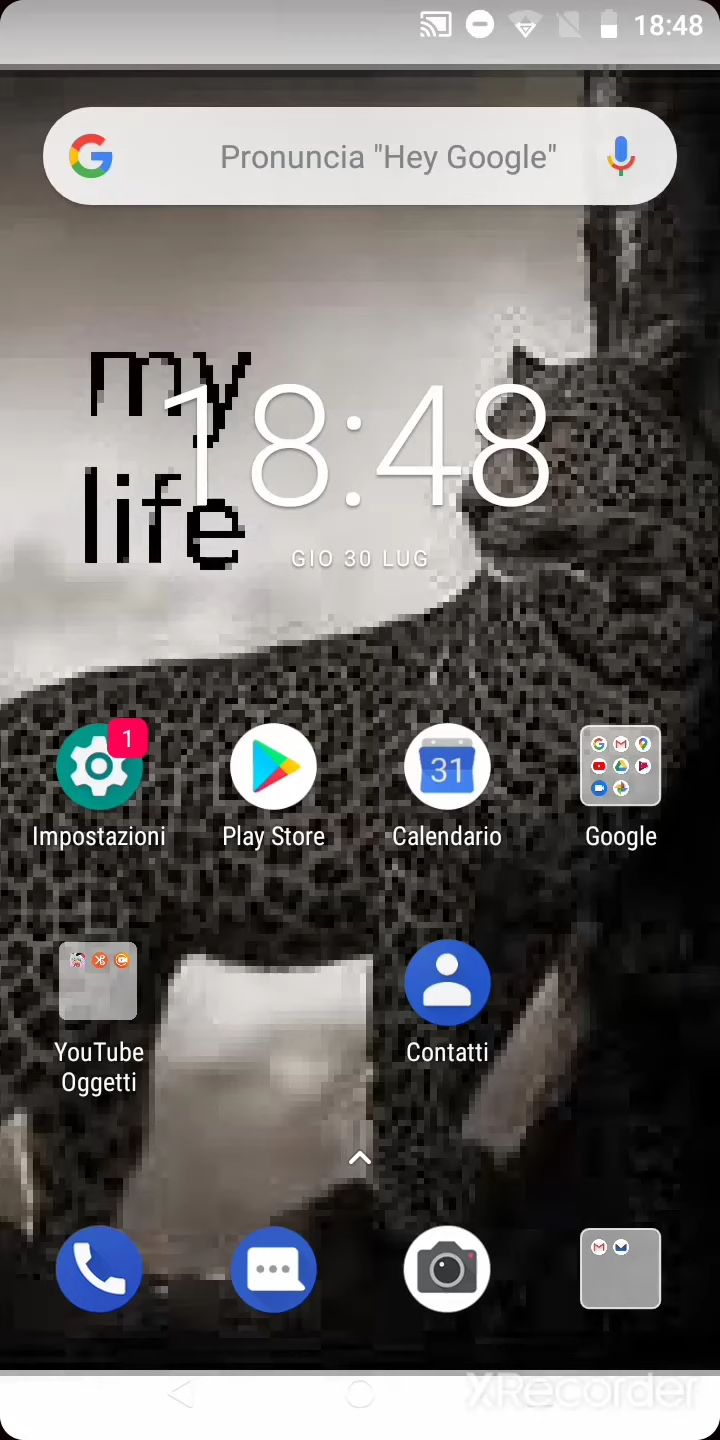 18:48
Pronuncia "Hey Google"
my
life
18:48
GIO 30 LUG
1
Impostazioni
Play Store
31
Calendario
Google
YouTube
Oggetti
Contatti
XRecorder